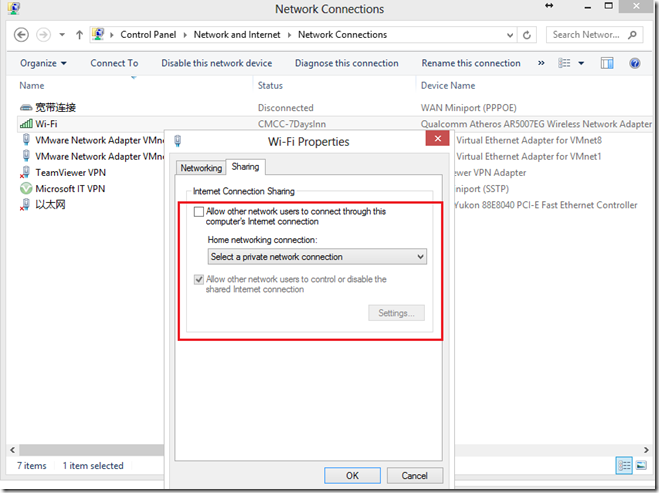 Network Connections
Control Panel Network and Internet Network Connections
Search Network...
Organize Connect To Disable this network device Diagnose this connection Rename this connection »
Name Status Device Name
宽带连接 Disconnected WAN Miniport (PPPOE)
Wi-Fi CMCC-7DaysInn Qualcomm Atheros AR5007EG Wireless Network Adapter
VMware Network Adapter VMne Virtual Ethernet Adapter for VMnet8
VMware Network Adapter VMne Virtual Ethernet Adapter for VMnet1
TeamViewer VPN ewer VPN Adapter
Microsoft IT VPN niport (SSTP)
以太网 Yukon 88E8040 PCI-E Fast Ethernet Controller
Wi-Fi Properties
Networking Sharing
Internet Connection Sharing
Allow other network users to connect through this
computer's Internet connection
Home networking connection:
Select a private network connection
Allow other network users to control or disable the
shared Internet connection
Settings...
OK Cancel
7 items 1 item selected